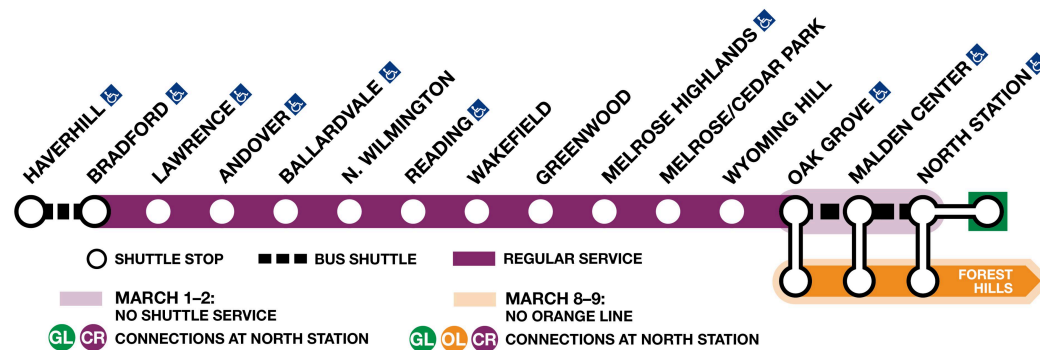 HAVERHILL
BRADFORD
LAWRENCE
ANDOVER
BALLARDVALE
N. WILMINGTON
READING
WAKEFIELD
GREENWOOD
MELROSE HIGHLANDS
MELROSE/CEDAR PARK
WYOMING HILL
OAK GROVE
MALDEN CENTER
NORTH STATION
SHUTTLE STOP
BUS SHUTTLE
REGULAR SERVICE
FOREST
HILLS
MARCH 1–2:
NO SHUTTLE SERVICE
GL CR CONNECTIONS AT NORTH STATION
MARCH 8–9:
NO ORANGE LINE
GL OL CR CONNECTIONS AT NORTH STATION